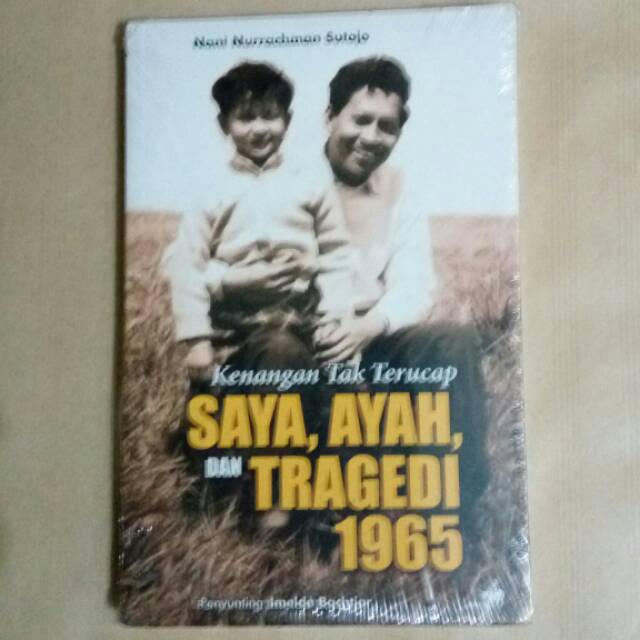 Nani Nurrachman Sutojo
Kenangan Tak Terucap
SAYA, AYAH,
DAN TRAGEDI
1965
Penyunting: Imelda Bachtiar